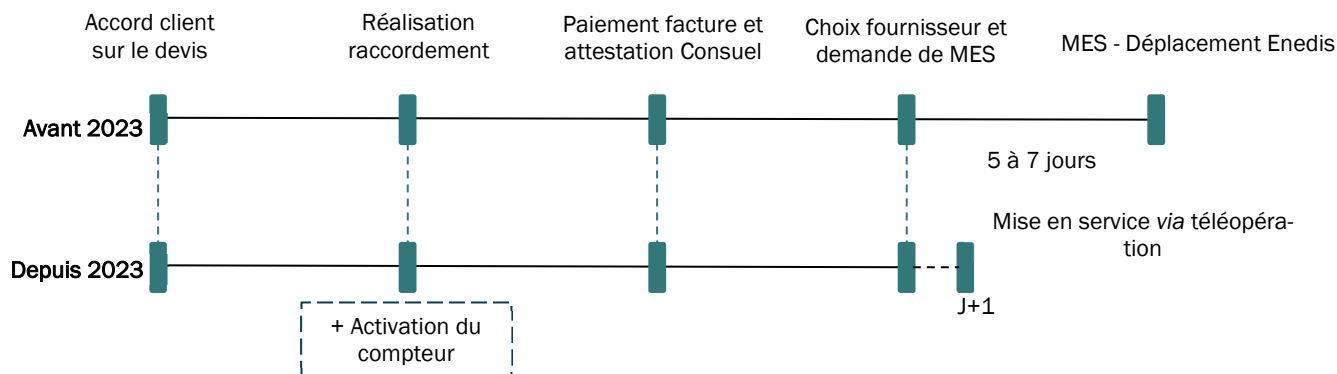 Accord client
sur le devis
Réalisation
raccordement
Paiement facture et
attestation Consuel
Choix fournisseur et
demande de MES
MES - Déplacement Enedis
Avant 2023
5 à 7 jours
Mise en service via téléopéra-
tion
Depuis 2023
J+1
+ Activation du
compteur